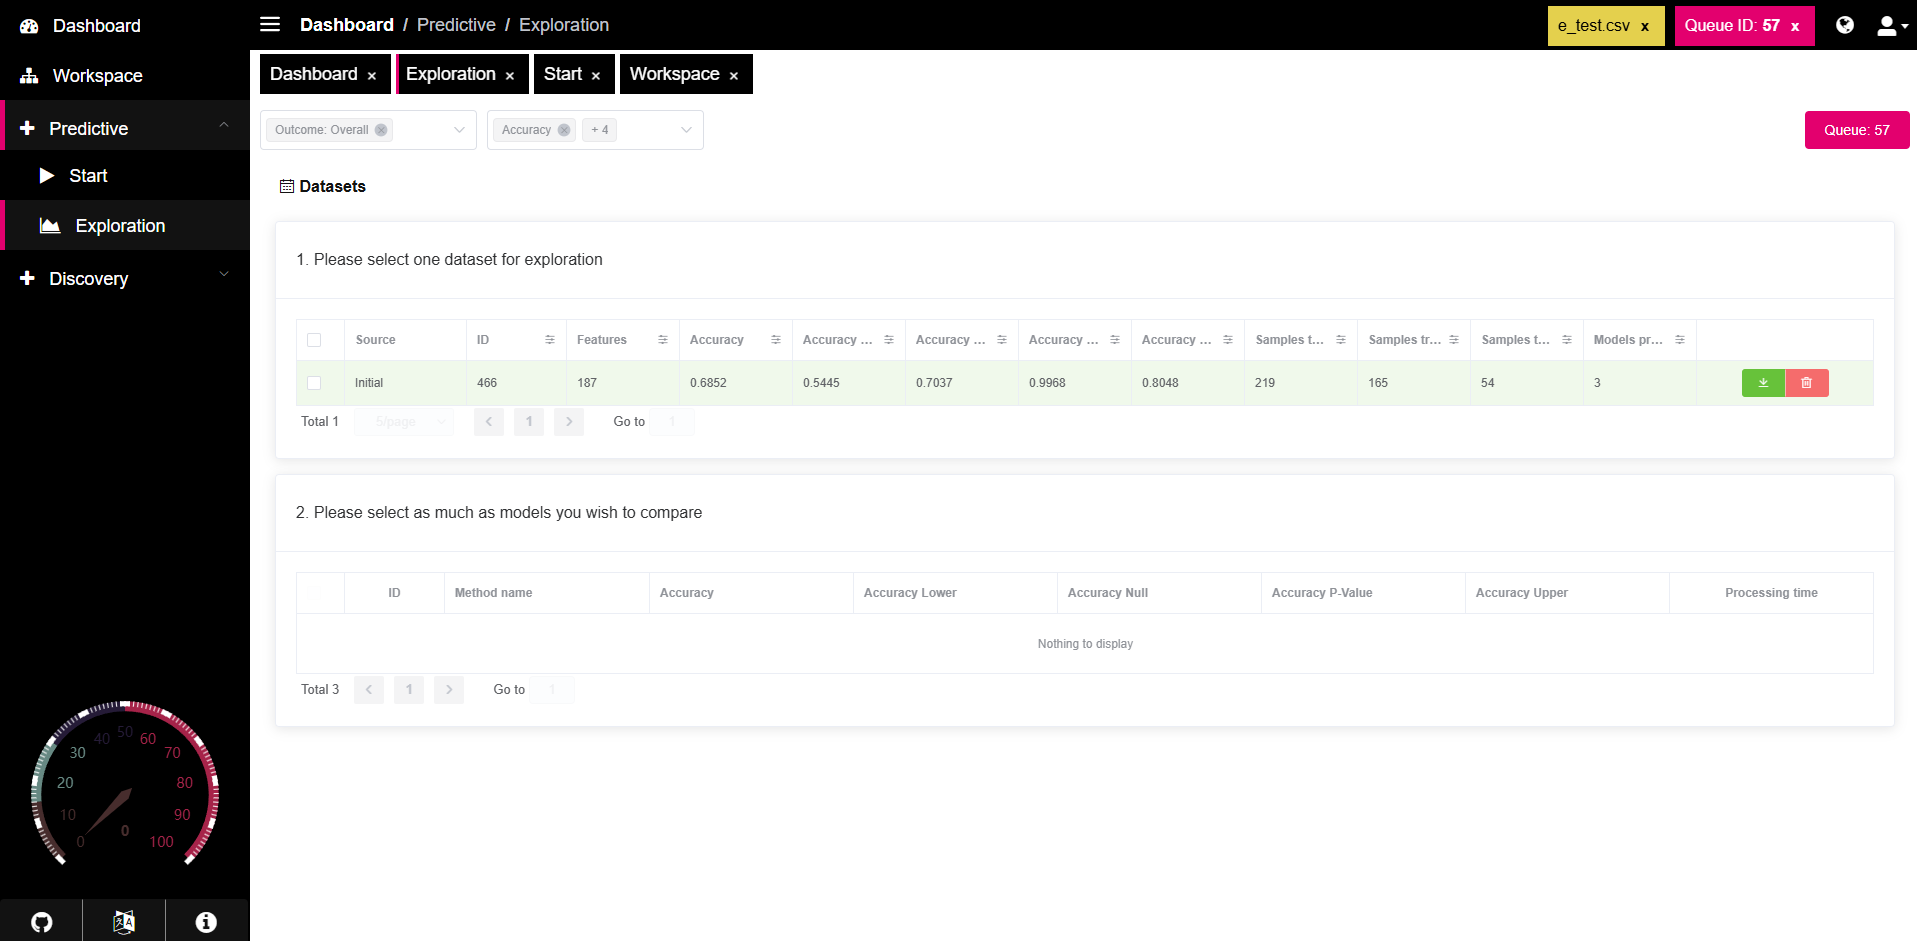 Dashboard
Workspace
Predictive
Start
Exploration
Discovery
0 10 20 30 40 50 60 70 80 90 100
0
Dashboard / Predictive / Exploration
e_test.csv x
Queue ID: 57 x
Dashboard × Exploration × Start × Workspace ×
Outcome: Overall
Accuracy + 4
Queue: 57
Datasets
1. Please select one dataset for exploration
Source ID Features Accuracy Accuracy ... Accuracy ... Accuracy ... Accuracy ... Samples t... Samples tr... Samples t... Models pr...
Initial 466 187 0.6852 0.5445 0.7037 0.9968 0.8048 219 165 54 3
Total 1 5/page 1 Go to 1
2. Please select as much as models you wish to compare
ID Method name Accuracy Accuracy Lower Accuracy Null Accuracy P-Value Accuracy Upper Processing time
Nothing to display
Total 3 1 Go to 1